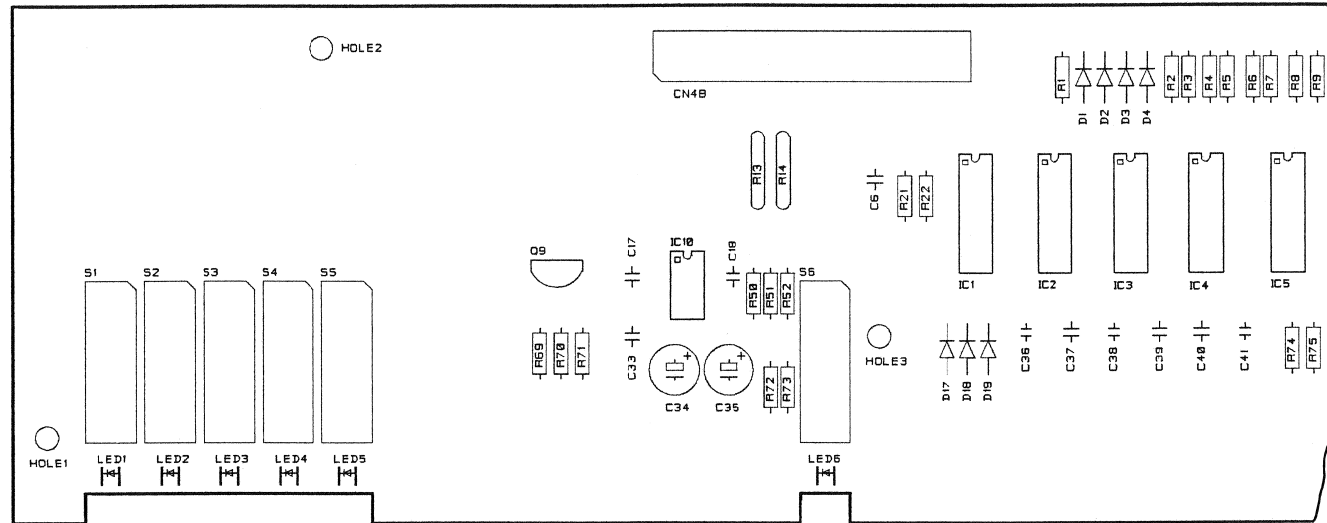 HOLE2
CN4B
R1
D1
D2
D3
D4
R2
R3
R4
R5
R6
R7
R8
R9
R13
R14
C6
R21
R22
IC1
IC2
IC3
IC4
IC5
Q9
C17
IC10
C18
S1
S2
S3
S4
S5
R50
R51
R52
S6
R69
R70
R71
C33
+
+
C34
C35
R72
R73
HOLE3
D17
D18
D19
C36
C37
C38
C39
C40
C41
R74
R75
HOLE1
LED1
LED2
LED3
LED4
LED5
LED6